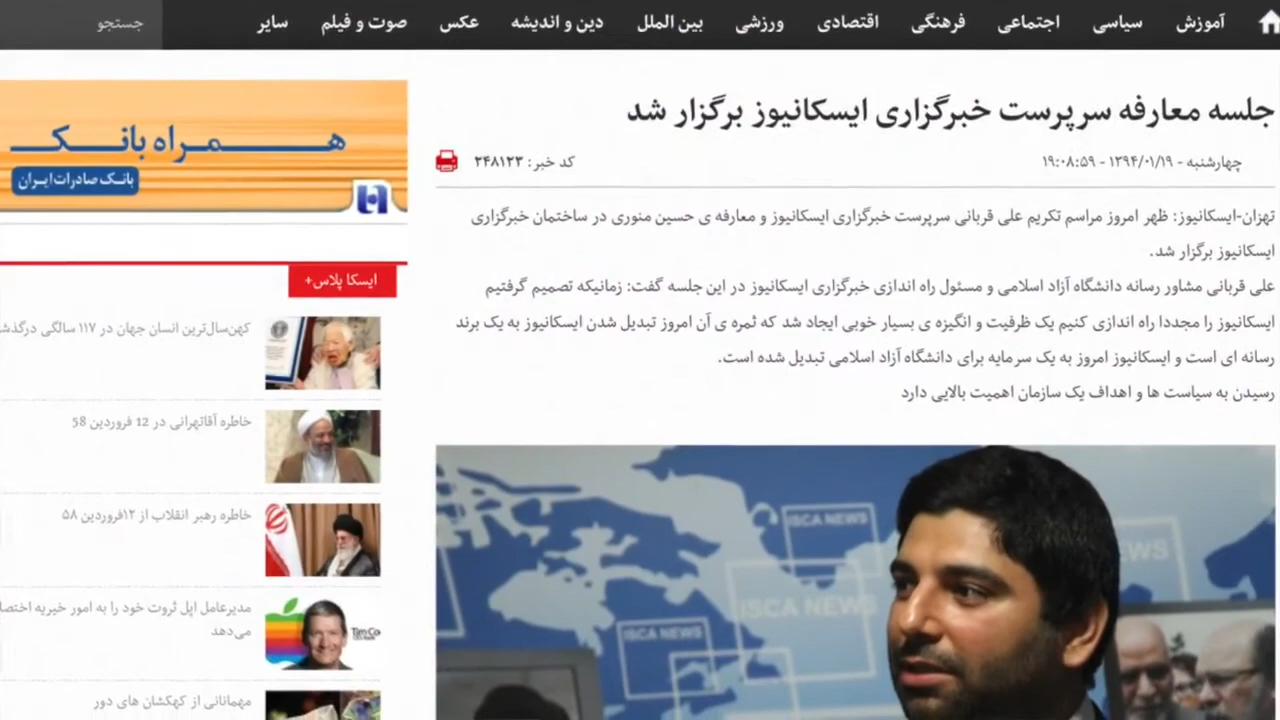 آموزش سیاسی اجتماعی فرهنگی اقتصادی ورزشی بین الملل دین و اندیشه عکس صوت و فیلم سایر جستجو
جلسه معارفه سرپرست خبرگزاری ایسکانیوز برگزار شد
چهارشنبه - ۱۳۹۴/۰۱/۱۹ - ۱۹:۰۸:۵۹
کد خبر : ۲۴۸۱۲۳
تهران-ایسکانیوز: ظهر امروز مراسم تکریم علی قربانی سرپرست خبرگزاری ایسکانیوز و معارفه ی حسین منوری در ساختمان خبرگزاری
ایسکانیوز برگزار شد.
علی قربانی مشاور رسانه دانشگاه آزاد اسلامی و مسئول راه اندازی خبرگزاری ایسکانیوز در این جلسه گفت: زمانیکه تصمیم گرفتیم
ایسکانیوز را مجددا راه اندازی کنیم یک ظرفیت و انگیزه ی بسیار خوبی ایجاد شد که ثمره ی آن امروز تبدیل شدن ایسکانیوز به یک برند
رسانه ای است و ایسکانیوز امروز به یک سرمایه برای دانشگاه آزاد اسلامی تبدیل شده است.
رسیدن به سیاست ها و اهداف یک سازمان اهمیت بالایی دارد
ISCA NEWS
ISCA NEWS
ISCA NEWS
EWS
همراه بانک
بانک صادرات ایران
ایسکا پلاس+
کهن‌سال‌ترین انسان جهان در ۱۱۷ سالگی درگذش
خاطره آقاتهرانی در 12 فروردین 58
خاطره رهبر انقلاب از ۱۲فروردین ۵۸
مدیرعامل اپل ثروت خود را به امور خیریه اختصا
می‌دهد
Tim Co
مهمانانی از کهکشان های دور